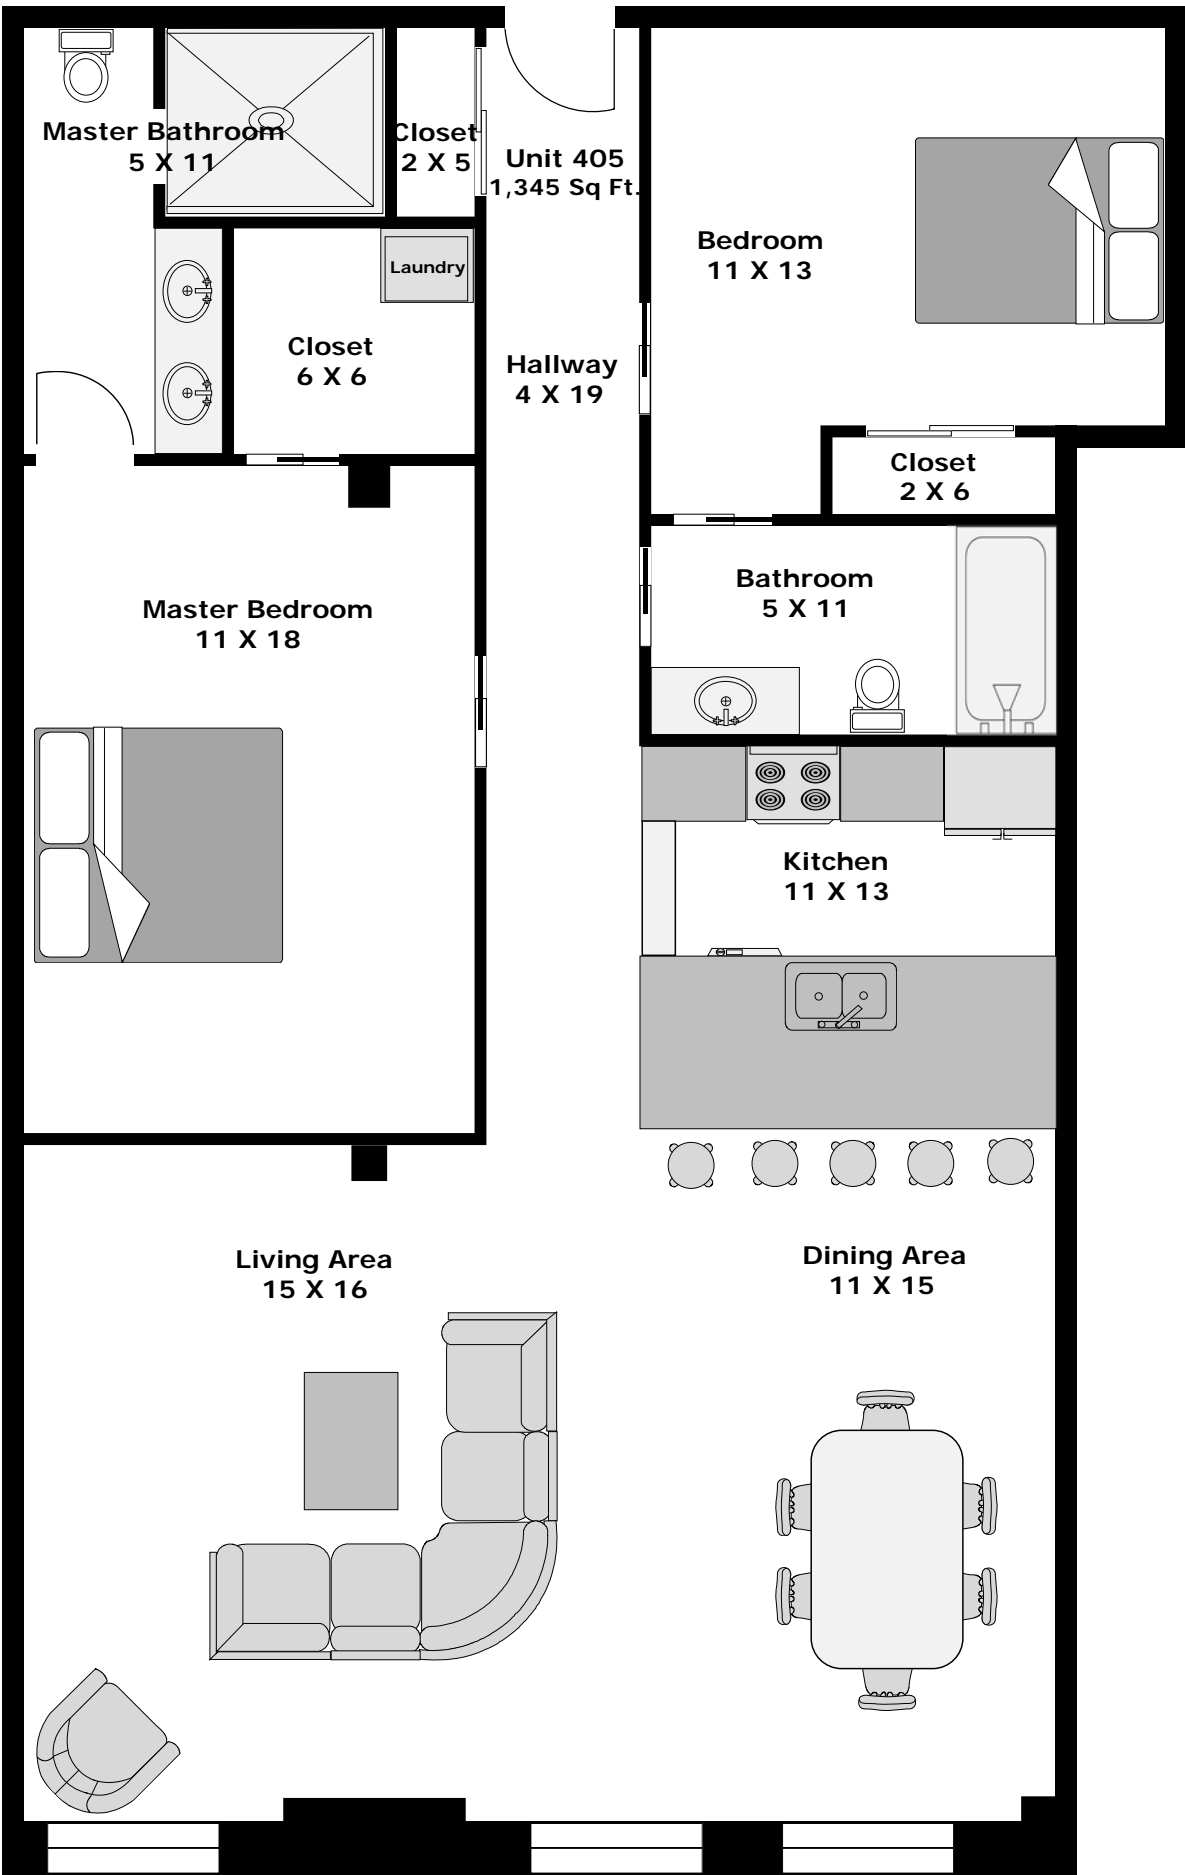 Master Bathroom
5 X 11
Closet
2 X 5
Unit 405
1,345 Sq Ft.
Bedroom
11 X 13
Laundry
Closet
6 X 6
Hallway
4 X 19
Closet
2 X 6
Bathroom
5 X 11
Master Bedroom
11 X 18
Kitchen
11 X 13
Living Area
15 X 16
Dining Area
11 X 15